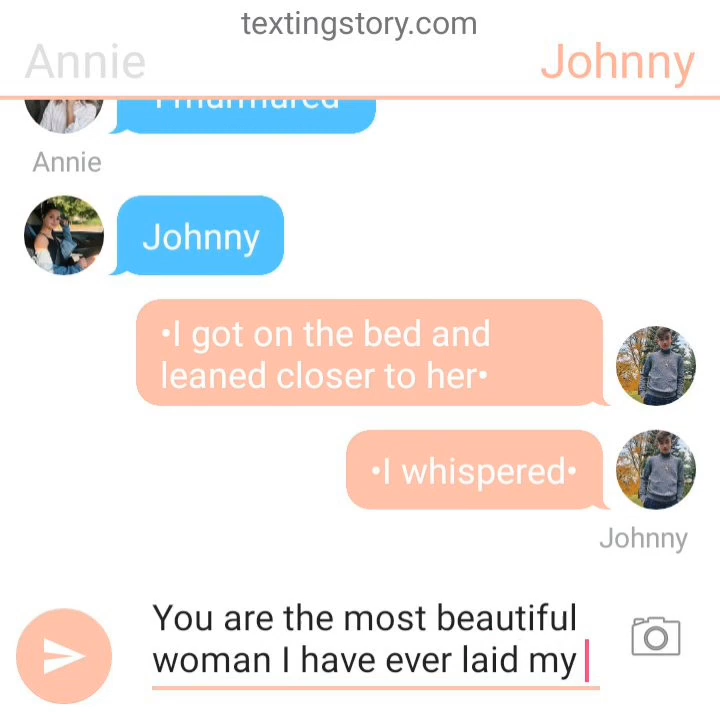 textingstory.com
Annie
Johnny
I murmured
Annie
Johnny
•I got on the bed and
leaned closer to her•
•I whispered•
Johnny
You are the most beautiful
woman I have ever laid my